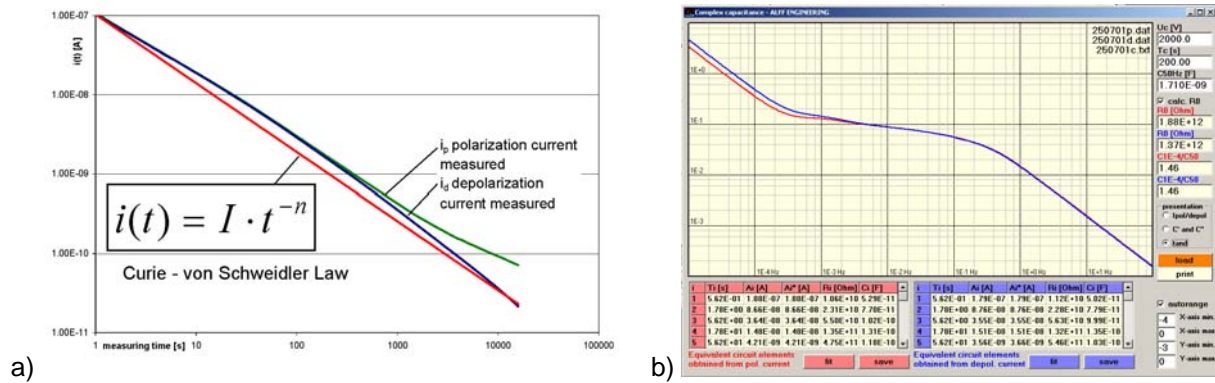 1.00E-07
i(t) [A]
1.00E-08
1.00E-09
1.00E-10
1.00E-11
i_p polarization current
measured
i_d depolarization
current measured
i(t) = I · t^{-n}
Curie - von Schweidler Law
1 10 100 1000 10000 100000
measuring time [s]
a)
b)
Complex capacitance - ALFF ENGINEERING
250701p.dat
250701d.dat
250701c.txt
1E+0
1E-1
1E-2
1E-3
1E-4 Hz 1E-3 Hz 1E-2 Hz 1E-1 Hz 1E+0 Hz 1E+1 Hz
Uc [V]
2000.0
Tc [s]
200.00
C50Hz [F]
1.710E-09
calc. R0
R0 [Ohm]
1.88E+12
R0 [Ohm]
1.37E+12
C1E-4/C50
1.46
C1E-4/C50
1.46
presentation
Ipol/depol
C' and C"
tand
load
print
autorange
-4 X-axis min.
0 X-axis max
-3 Y-axis min.
0 Y-axis max
i Ti [s] Ai [A] Ai* [A] Ri [Ohm] Ci [F]
1 5.62E-01 1.88E-07 1.88E-07 1.06E+10 5.29E-11
2 1.78E+00 8.66E-08 8.66E-08 2.31E+10 7.70E-11
3 5.62E+00 3.64E-08 3.64E-08 5.50E+10 1.02E-10
4 1.78E+01 1.48E-08 1.48E-08 1.35E+11 1.31E-10
5 5.62E+01 4.21E-09 4.21E-09 4.75E+11 1.18E-10
Equivalent circuit elements
obtained from pol. current
fit
save
i Ti [s] Ai [A] Ai* [A] Ri [Ohm] Ci [F]
1 5.62E-01 1.79E-07 1.79E-07 1.12E+10 5.02E-11
2 1.78E+00 8.76E-08 8.76E-08 2.28E+10 7.79E-11
3 5.62E+00 3.55E-08 3.55E-08 5.63E+10 9.99E-11
4 1.78E+01 1.51E-08 1.51E-08 1.32E+11 1.35E-10
5 5.62E+01 3.56E-09 3.66E-09 5.46E+11 1.03E-10
Equivalent circuit elements
obtained from depol. current
fit
save